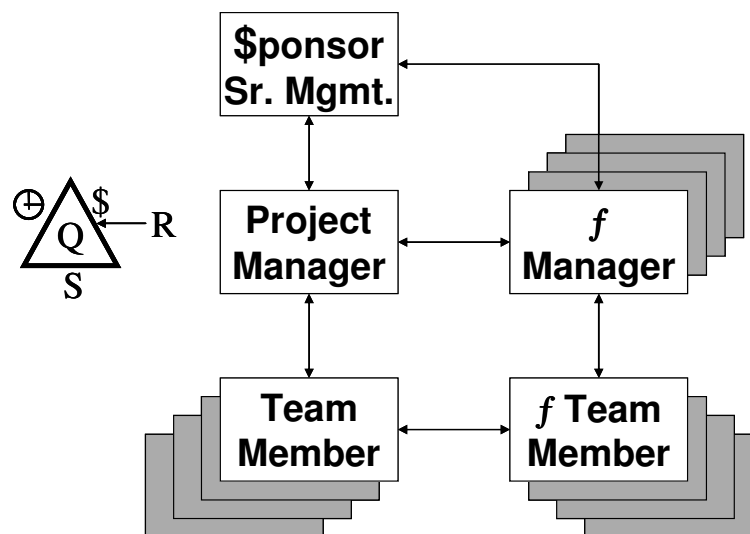 $ponsor
Sr. Mgmt.
$
Q
R
S
Project
Manager
f
Manager
Team
Member
f Team
Member